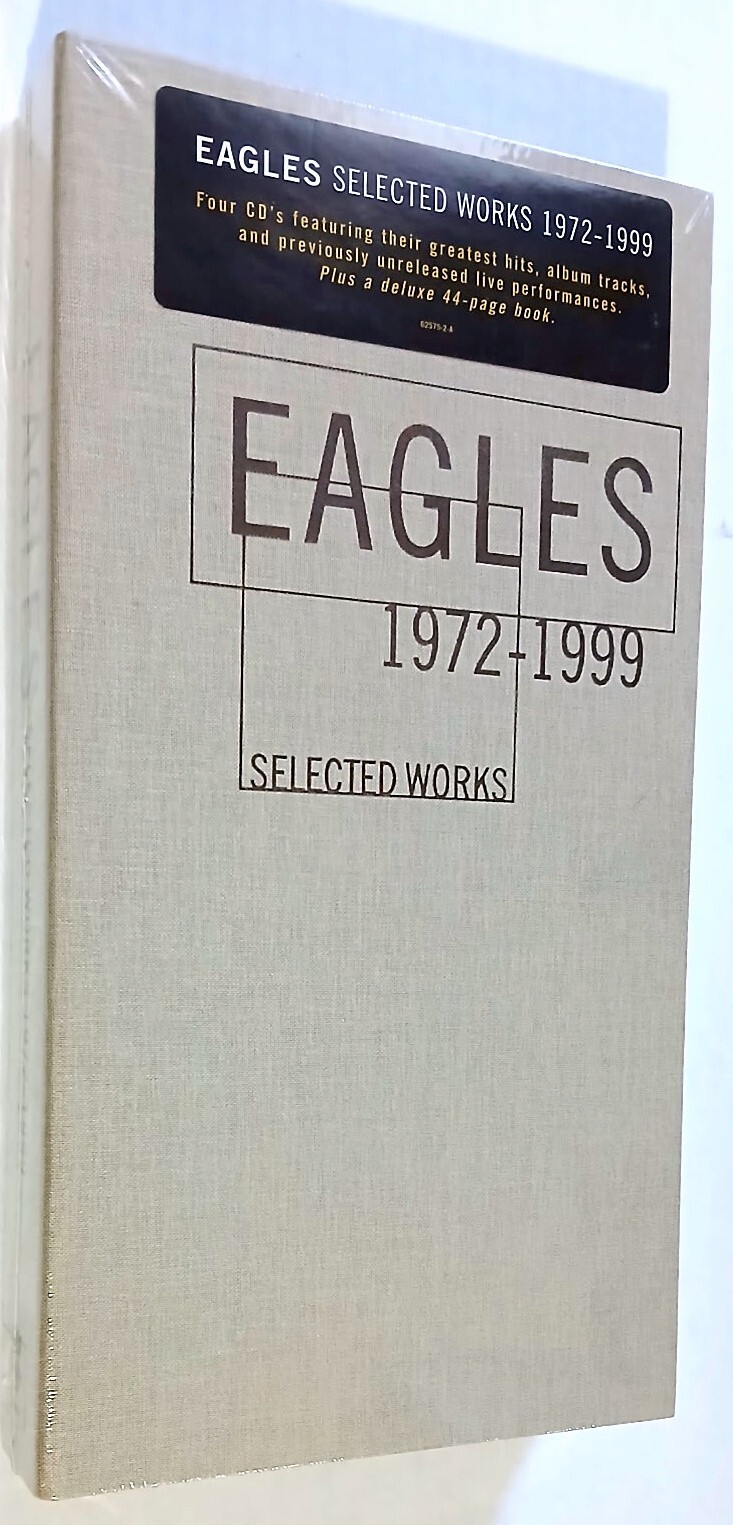 EAGLES SELECTED WORKS 1972-1999
Four CD's featuring their greatest hits, album tracks,
and previously unreleased live performances.
Plus a deluxe 44-page book.
62575-2-A
EAGLES
1972-1999
SELECTED WORKS